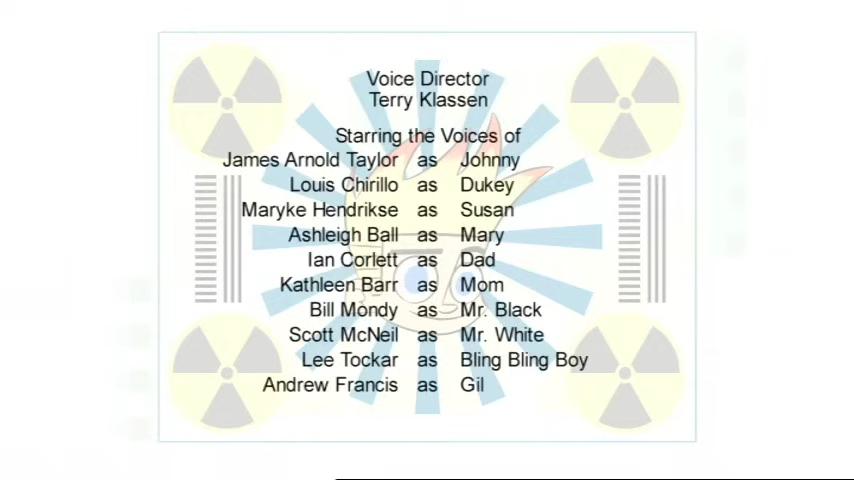 Voice Director
Terry Klassen
Starring the Voices of
James Arnold Taylor as Johnny
Louis Chirillo as Dukey
Maryke Hendrikse as Susan
Ashleigh Ball as Mary
Ian Corlett as Dad
Kathleen Barr as Mom
Bill Mondy as Mr. Black
Scott McNeil as Mr. White
Lee Tockar as Bling Bling Boy
Andrew Francis as Gil